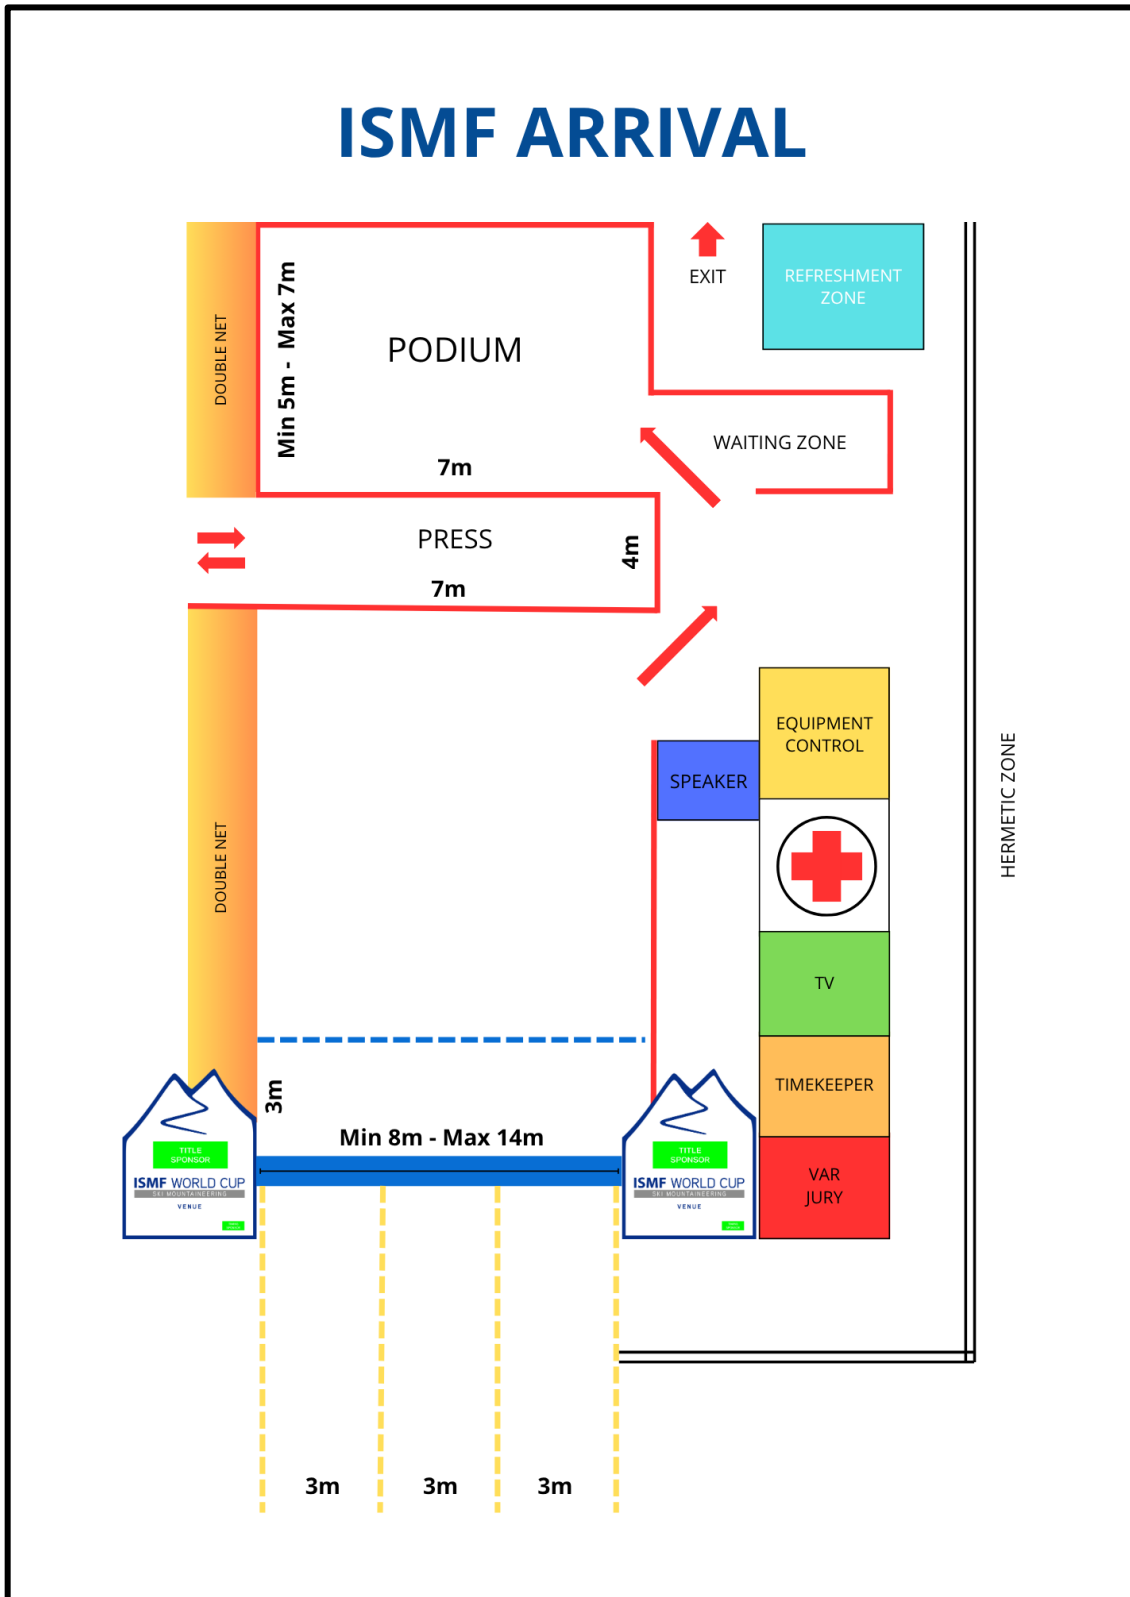 ISMF ARRIVAL
DOUBLE NET
Min 5m - Max 7m
PODIUM
7m
EXIT
REFRESHMENT
ZONE
WAITING ZONE
PRESS
7m
4m
EQUIPMENT
CONTROL
SPEAKER
HERMETIC ZONE
DOUBLE NET
TV
TIMEKEEPER
VAR
JURY
3m
Min 8m - Max 14m
TITLE
SPONSOR
ISMF WORLD CUP
SKI MOUNTAINEERING
VENUE
TITLE
SPONSOR
ISMF WORLD CUP
SKI MOUNTAINEERING
VENUE
3m
3m
3m